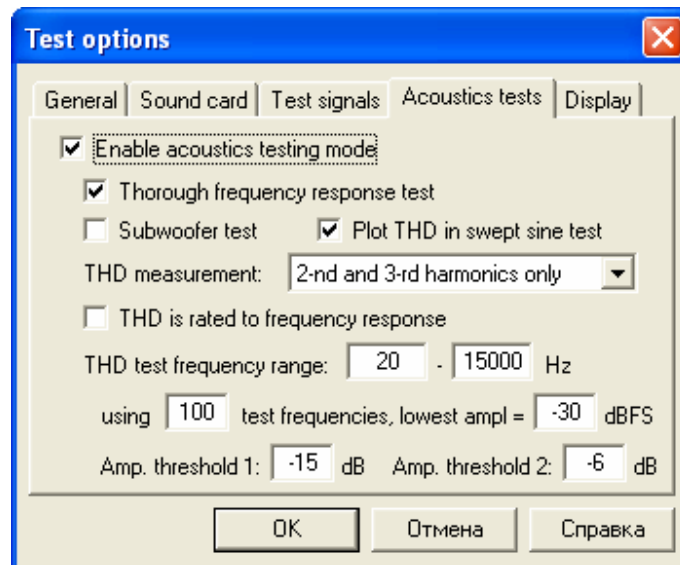 Test options
General Sound card Test signals Acoustics tests Display
Enable acoustics testing mode
Thorough frequency response test
Subwoofer test Plot THD in swept sine test
THD measurement: 2-nd and 3-rd harmonics only
THD is rated to frequency response
THD test frequency range: 20 - 15000 Hz
using 100 test frequencies, lowest ampl = -30 dBFS
Amp. threshold 1: -15 dB Amp. threshold 2: -6 dB
OK Отмена Справка